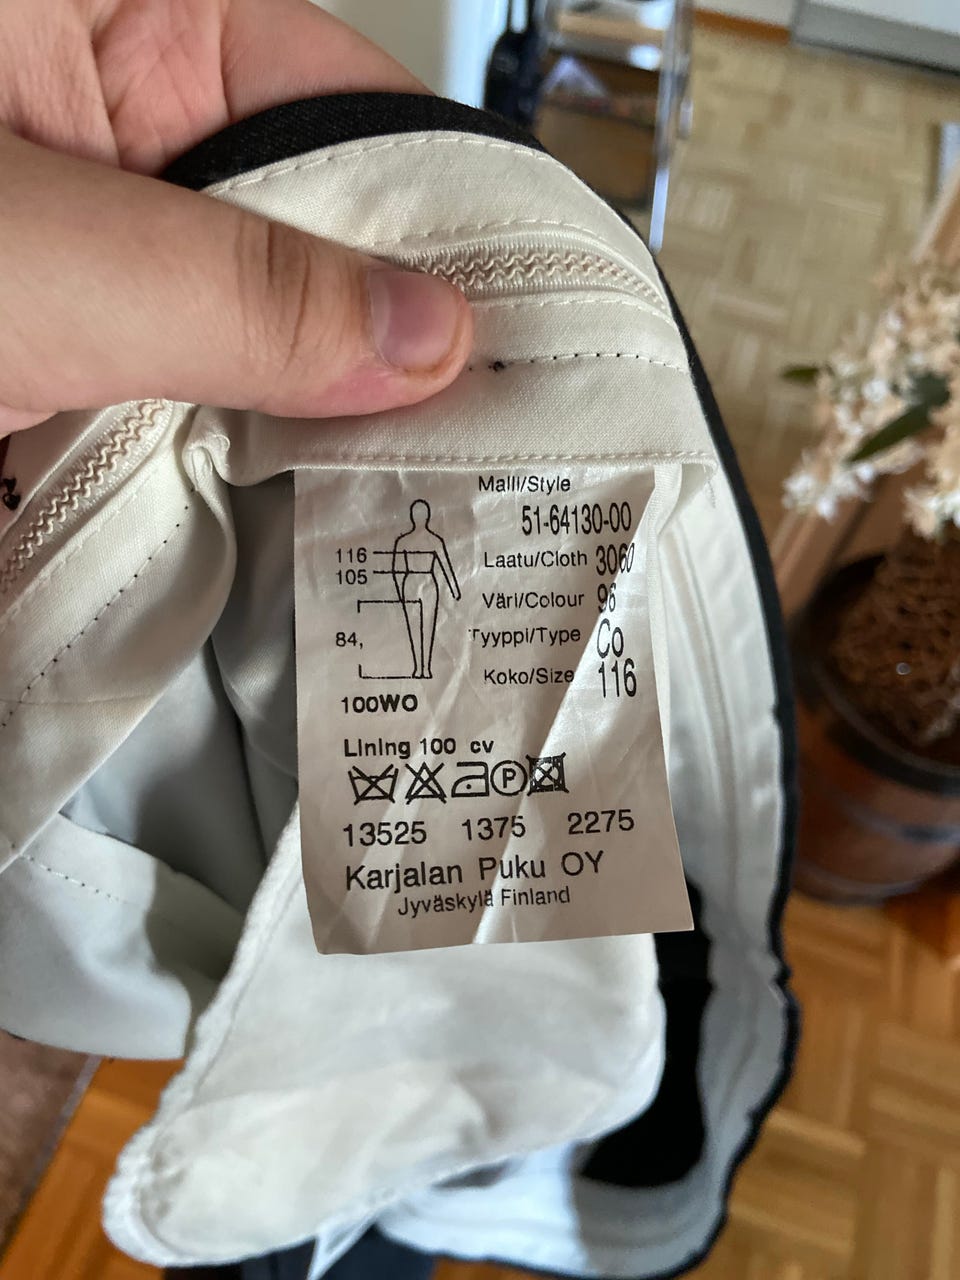 Malli/Style
51-64130-00
116
105
Laatu/Cloth 3060
Väri/Colour 96
84,
Tyyppi/Type Co
Koko/Size 116
100WO
Lining 100 cv
P
13525 1375 2275
Karjalan Puku OY
Jyväskylä Finland